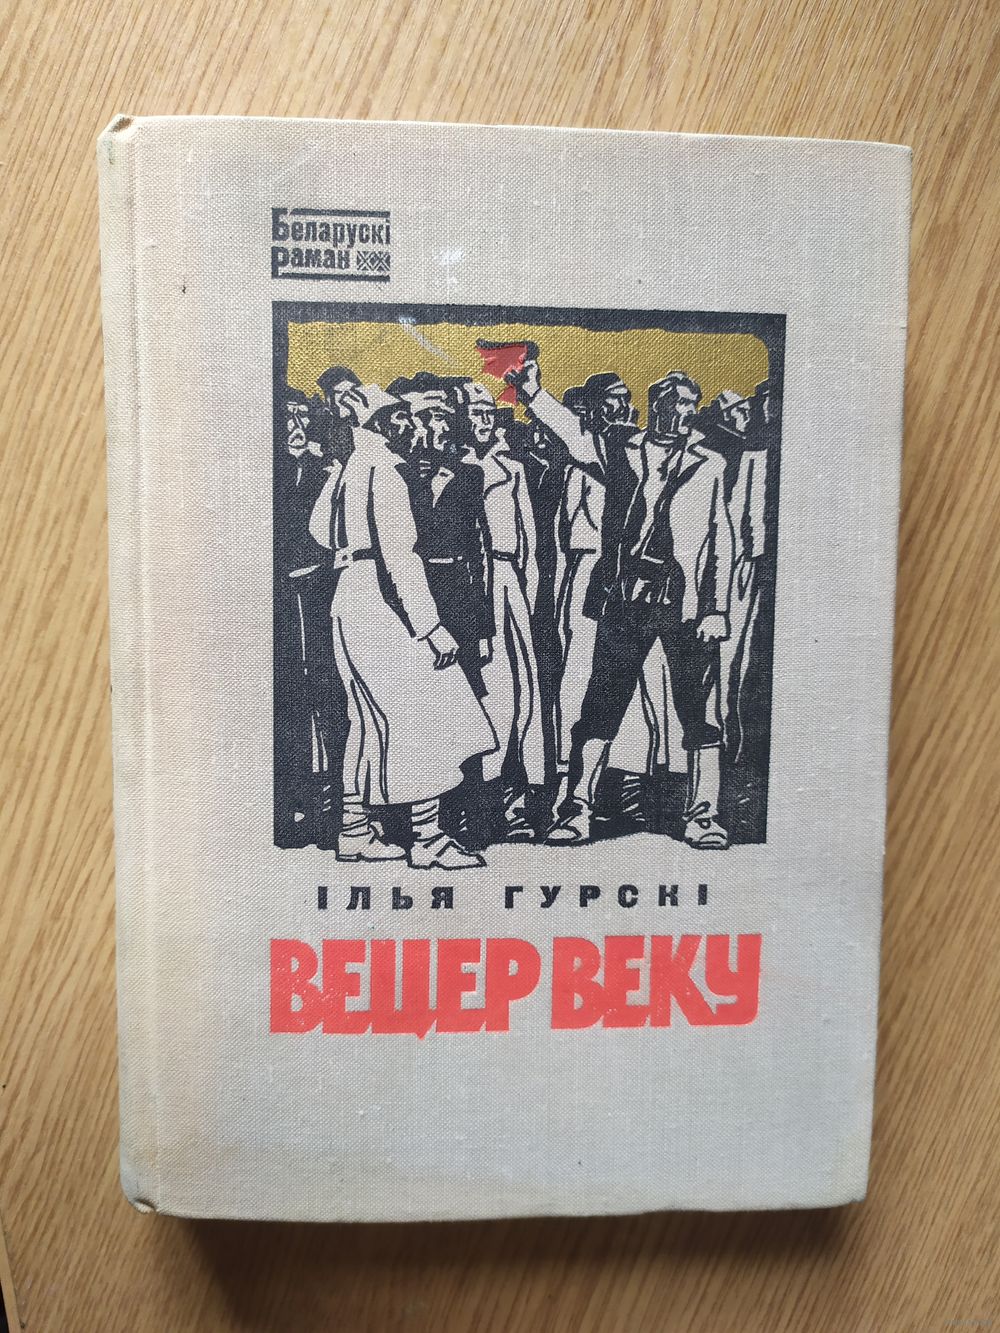 Беларускі
раман
ІЛЬЯ ГУРСКІ
ВЕЦЕР ВЕКУ